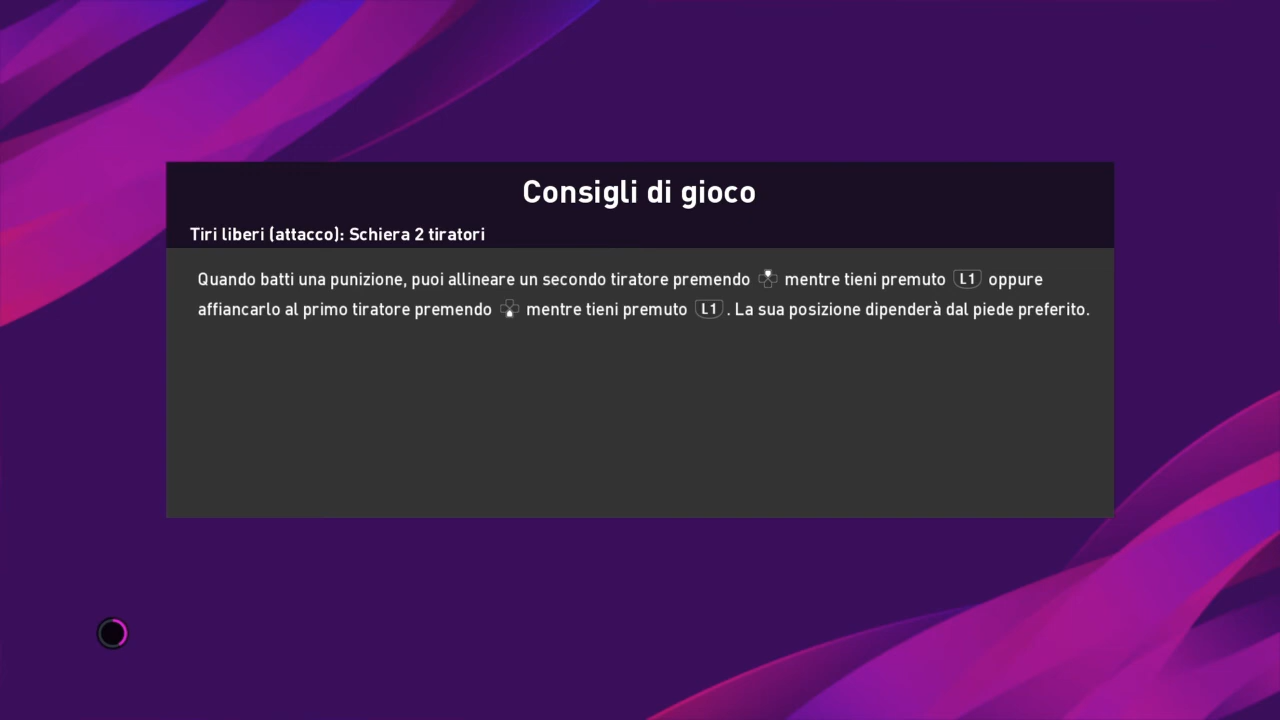 Consigli di gioco
Tiri liberi (attacco): Schiera 2 tiratori
Quando batti una punizione, puoi allineare un secondo tiratore premendo mentre tieni premuto L1 oppure
affiancarlo al primo tiratore premendo mentre tieni premuto L1 . La sua posizione dipenderà dal piede preferito.